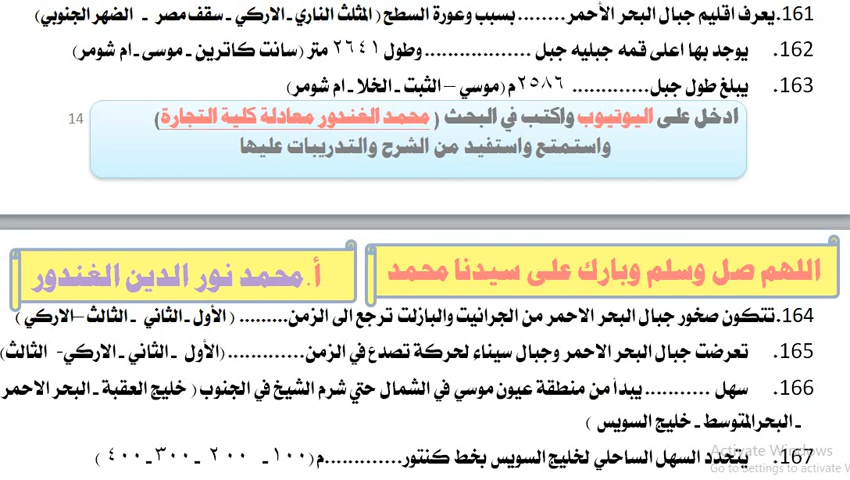 161.يعرف اقليم جبال البحر الأحمر........بسبب وعورة السطح (المثلث الناري-الاركي-سقف مصر - الضهر الجنوبي)
162. يوجد بها اعلى قمه جبليه جبل ..................وطول ٢٦٤١ متر (سانت كاترين-موسى-ام شومر)
163. يبلغ طول جبل............. ٢٥٨٦م(موسي –الثبت-الخلا-ام شومر)
ادخل على اليوتيوب واكتب في البحث ( محمد الغندور معادلة كلية التجارة)
واستمتع واستفيد من الشرح والتدريبات عليها
14
اللهم صل وسلم وبارك على سيدنا محمد
أ.محمد نور الدين الغندور
164.تتكون صخور جبال البحر الاحمر من الجرانيت والبازلت ترجع الى الزمن......... (الأول-الثاني -الثالث–الاركي)
165. تعرضت جبال البحر الاحمر وجبال سيناء لحركة تصدع في الزمن.............(الأول -الثاني-الاركي- الثالث)
166. سهل ...........يبدأ من منطقة عيون موسي في الشمال حتي شرم الشيخ في الجنوب( خليج العقبة-البحر الاحمر
-البحر المتوسط-خليج السويس )
167. يتحدد السهل الساحلي لخليج السويس بخط كنتور.............م(١٠٠- ٢٠٠ -٣٠٠-٤٠٠ )
Activate Windows
Go to Settings to activate W